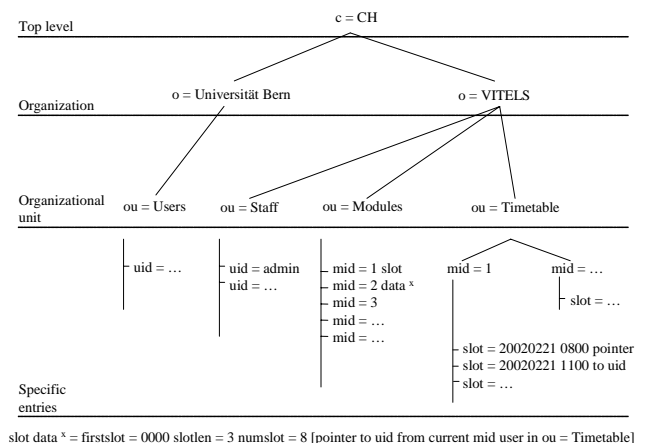 c = CH
Top level
o = Universität Bern
o = VITELS
Organization
Organizational
unit
ou = Users
ou = Staff
ou = Modules
ou = Timetable
uid = …
uid = admin
uid = …
mid = 1 slot
mid = 2 data ˣ
mid = 3
mid = …
mid = …
mid = 1
mid = …
slot = …
slot = 20020221 0800 pointer
slot = 20020221 1100 to uid
slot = …
Specific
entries
slot data ˣ = firstslot = 0000 slotlen = 3 numslot = 8 [pointer to uid from current mid user in ou = Timetable]